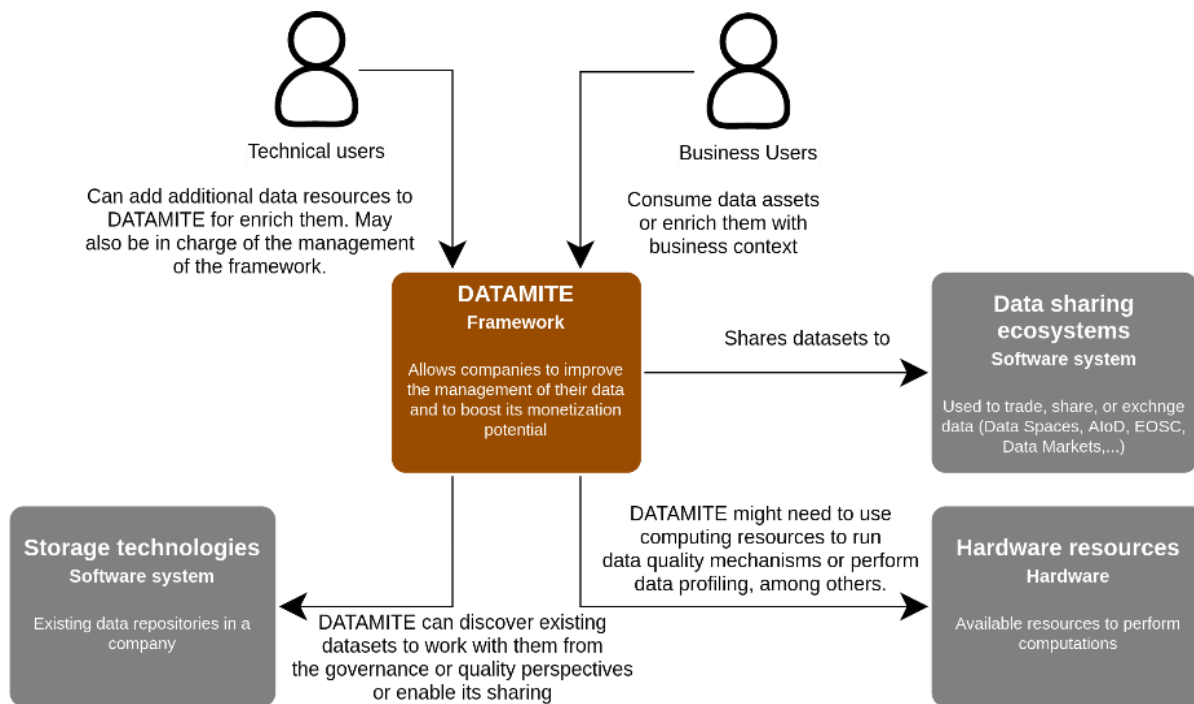 Technical users
Can add additional data resources to
DATAMITE for enrich them. May
also be in charge of the management
of the framework.
Business Users
Consume data assets
or enrich them with
business context
DATAMITE
Framework
Allows companies to improve
the management of their data
and to boost its monetization
potential
Shares datasets to
Data sharing
ecosystems
Software system
Used to trade, share, or exchnge
data (Data Spaces, AIoD, EOSC,
Data Markets,...)
Storage technologies
Software system
Existing data repositories in a
company
DATAMITE can discover existing
datasets to work with them from
the governance or quality perspectives
or enable its sharing
DATAMITE might need to use
computing resources to run
data quality mechanisms or perform
data profiling, among others.
Hardware resources
Hardware
Available resources to perform
computations